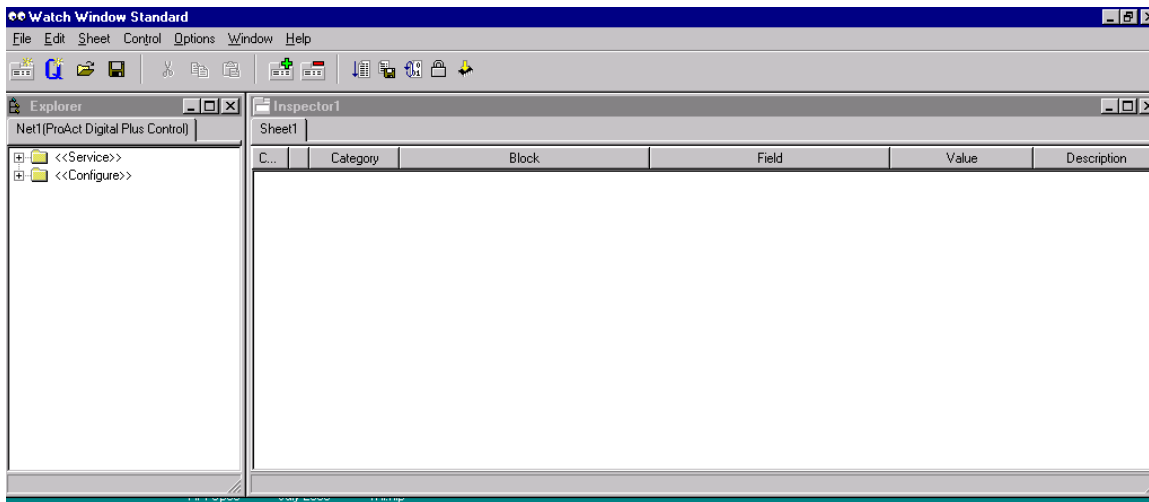 Watch Window Standard
File Edit Sheet Control Options Window Help
Explorer
Inspector1
Net1(ProAct Digital Plus Control)
Sheet1
C... Category Block Field Value Description
<<Service>>
<<Configure>>